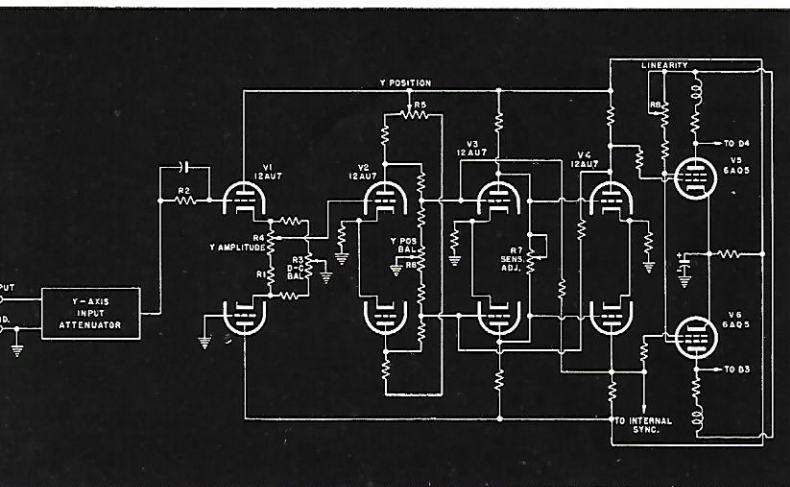 Y POSITION
LINEARITY
R5
R8
TO D4
V1
12AU7
V2
12AU7
V3
12AU7
V4
12AU7
V5
6AQ5
R2
R4
Y AMPLITUDE
R3
D-C
BAL
Y POS
BAL
R6
R7
SENS.
ADJ.
R1
Y-AXIS
INPUT
ATTENUATOR
V6
6AQ5
TO D3
TO INTERNAL
SYNC.